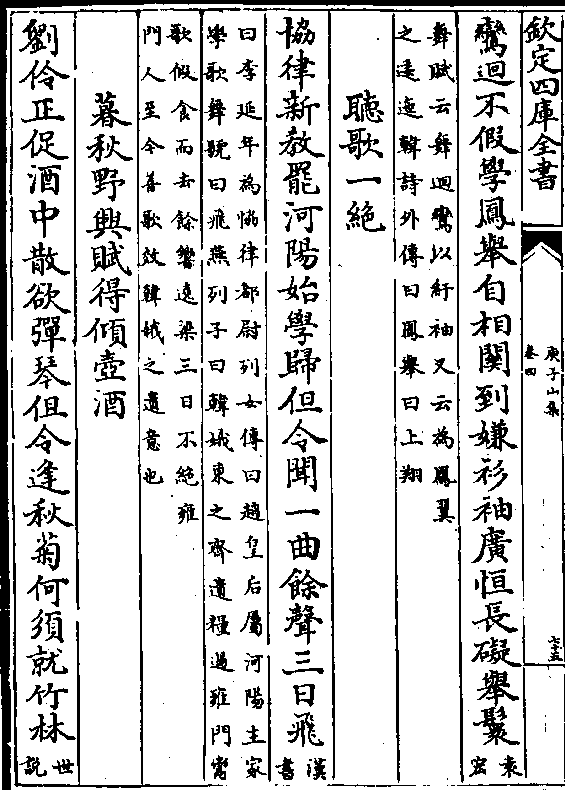 欽定四庫全書
庾子山集
卷四
七十五
鸞迴不假學鳳舉自相關到嫌衫袖廣恒長礙舉鬟
袁宏
舞賦云舞迴鸞以紆袖又云為鳳翼
之逶迤韓詩外傳曰鳳舉曰上翔
聽歌一絶
協律新教罷河陽始學歸但令聞一曲餘聲三日飛
漢書
曰李延年為協律都尉列女傳曰趙皇后屬河陽主家
學歌舞號曰飛燕列子曰韓娥東之齊遺糧過雍門鬻
歌假食而去餘響遶梁三日不絶雍
門人至今善歌效韓娥之遺意也
暮秋野興賦得傾壺酒
劉伶正促酒中散欲彈琴但令逢秋菊何須就竹林
世説